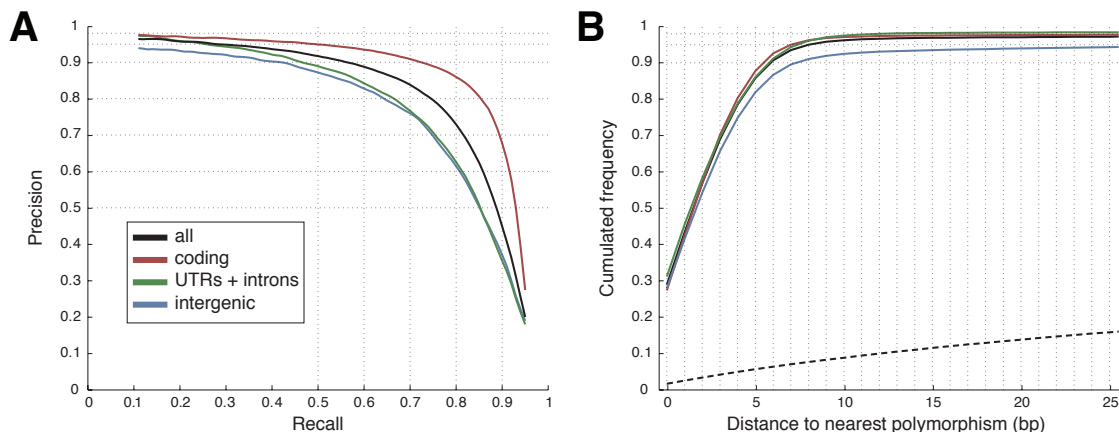 A
1
0.9
0.8
0.7
0.6
0.5
0.4
0.3
0.2
0.1
0
Precision
all
coding
UTRs + introns
intergenic
0 0.1 0.2 0.3 0.4 0.5 0.6 0.7 0.8 0.9 1
Recall
B
1
0.9
0.8
0.7
0.6
0.5
0.4
0.3
0.2
0.1
0
Cumulated frequency
0 5 10 15 20 25
Distance to nearest polymorphism (bp)